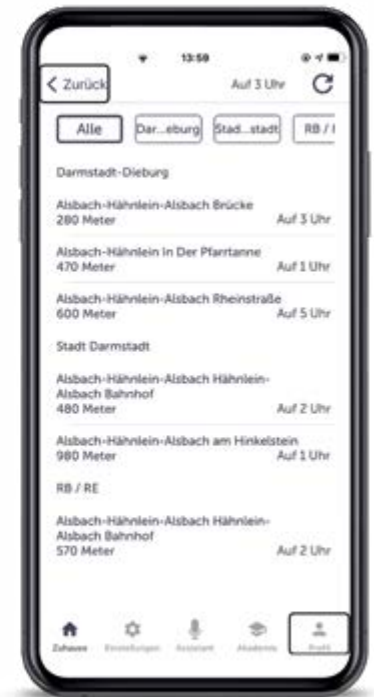 13:59
Zurück
Auf 3 Uhr
Alle
Dar...eburg
Stad...stadt
RB / I
Darmstadt-Dieburg
Alsbach-Hähnlein-Alsbach Brücke
280 Meter
Auf 3 Uhr
Alsbach-Hähnlein In Der Pfarrtanne
470 Meter
Auf 1 Uhr
Alsbach-Hähnlein-Alsbach Rheinstraße
600 Meter
Auf 5 Uhr
Stadt Darmstadt
Alsbach-Hähnlein-Alsbach Hähnlein-
Alsbach Bahnhof
480 Meter
Auf 2 Uhr
Alsbach-Hähnlein-Alsbach am Hinkelstein
980 Meter
Auf 1 Uhr
RB / RE
Alsbach-Hähnlein-Alsbach Hähnlein-
Alsbach Bahnhof
570 Meter
Auf 2 Uhr
Zuhause
Einstellungen
Assistant
Akademie
Profil